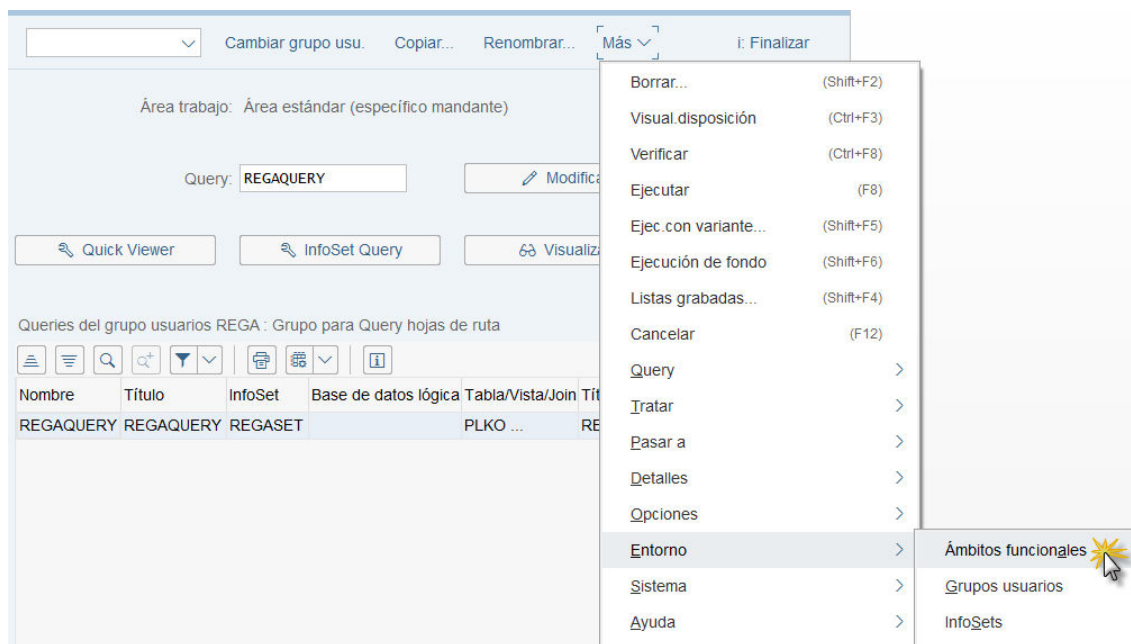 Cambiar grupo usu. Copiar... Renombrar... Más i: Finalizar
Área trabajo: Área estándar (específico mandante)
Query: REGAQUERY Modifica
Quick Viewer InfoSet Query Visualiza
Queries del grupo usuarios REGA : Grupo para Query hojas de ruta
Nombre Título InfoSet Base de datos lógica Tabla/Vista/Join Tít
REGAQUERY REGAQUERY REGASET PLKO ... RE
Borrar... (Shift+F2)
Visual.disposición (Ctrl+F3)
Verificar (Ctrl+F8)
Ejecutar (F8)
Ejec.con variante... (Shift+F5)
Ejecución de fondo (Shift+F6)
Listas grabadas... (Shift+F4)
Cancelar (F12)
Query
Tratar
Pasar a
Detalles
Opciones
Entorno
Sistema
Ayuda
Ámbitos funcionales
Grupos usuarios
InfoSets